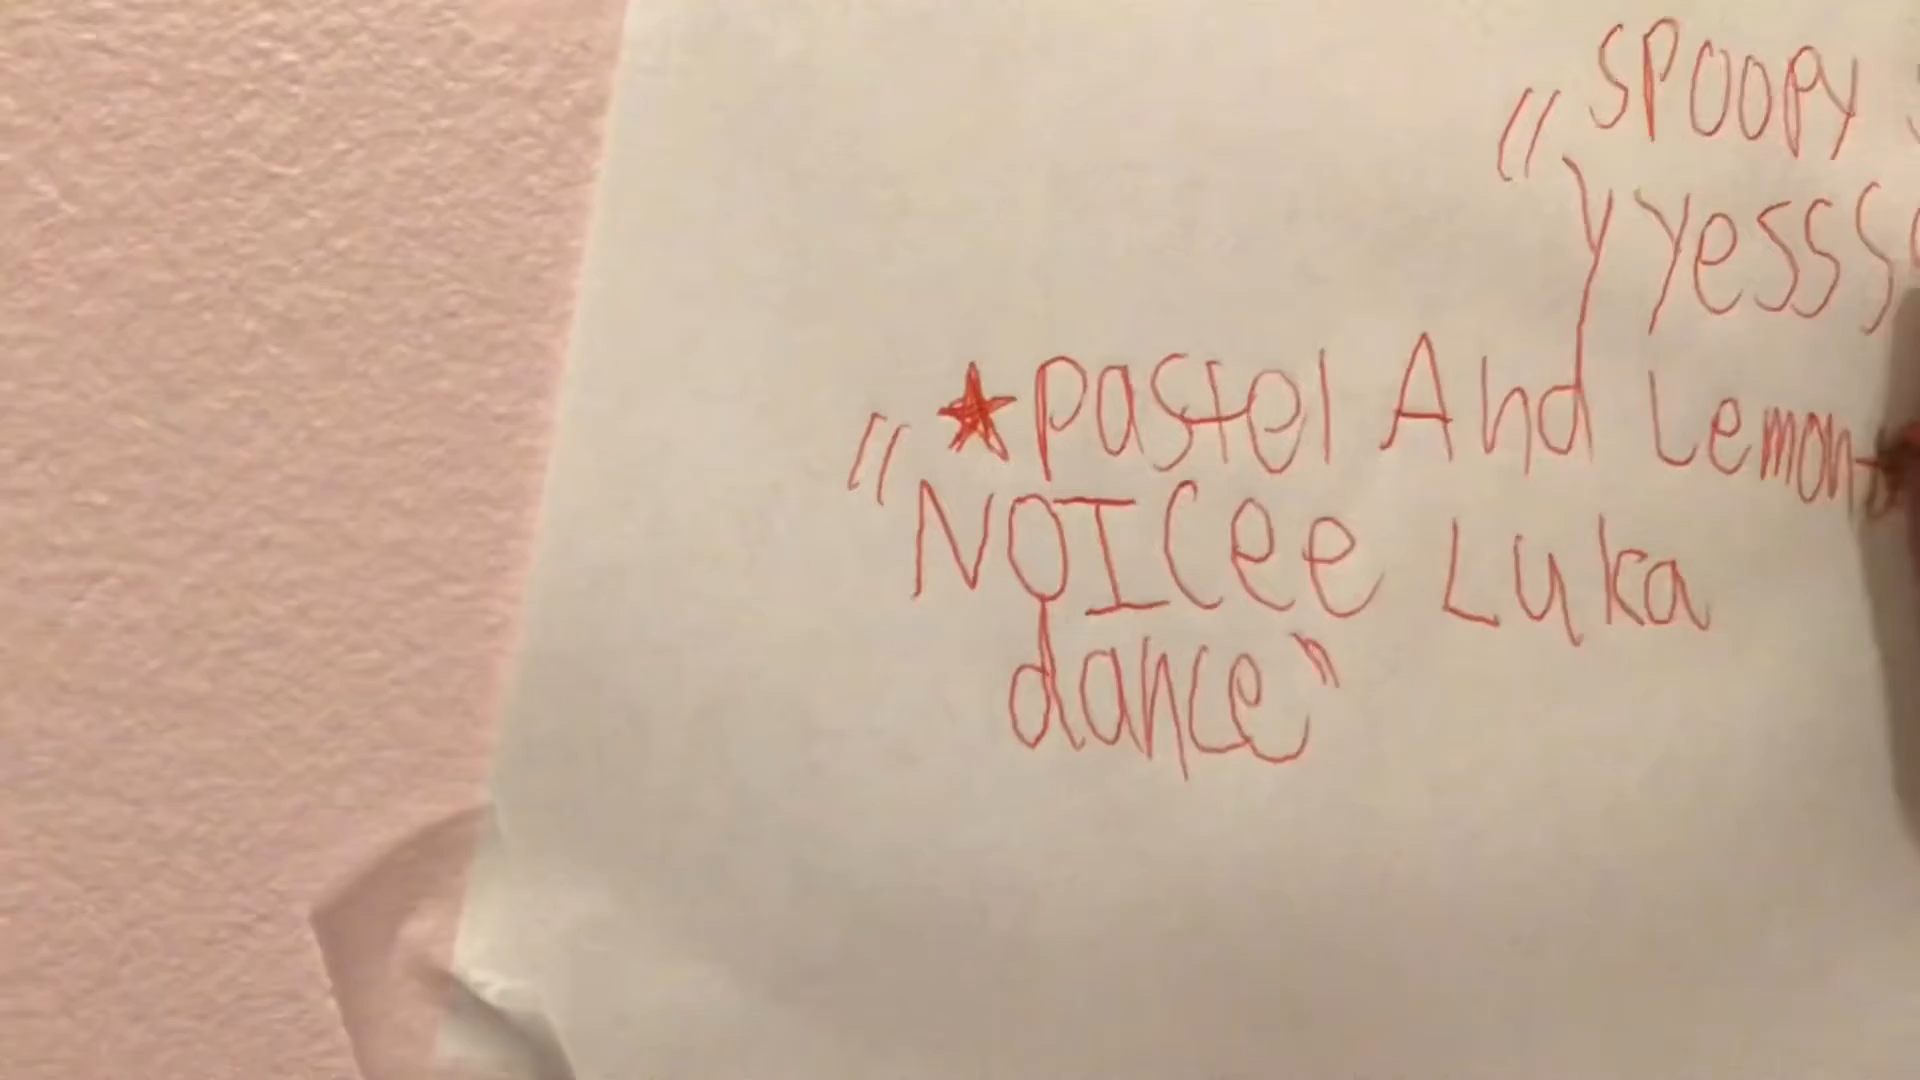 SPOOPY
"yyesss
★pastel And Lemon
"NOICee Luka
dance"